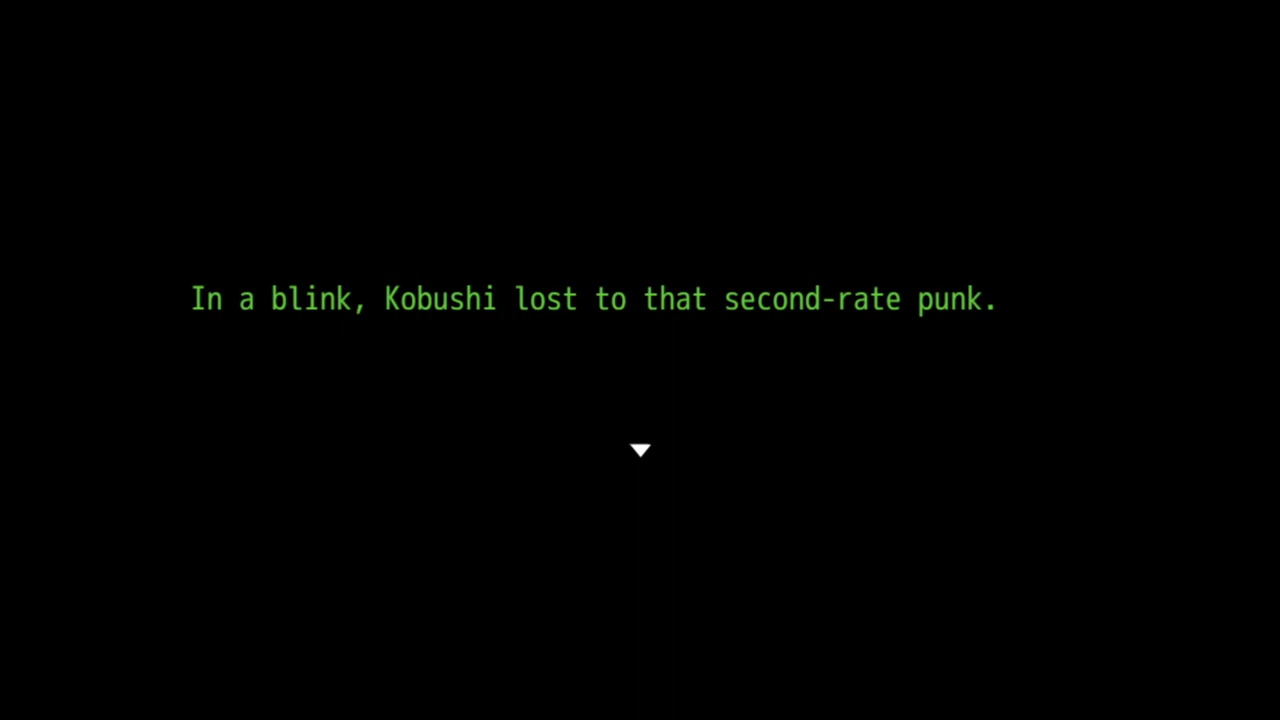 In a blink, Kobushi lost to that second-rate punk.